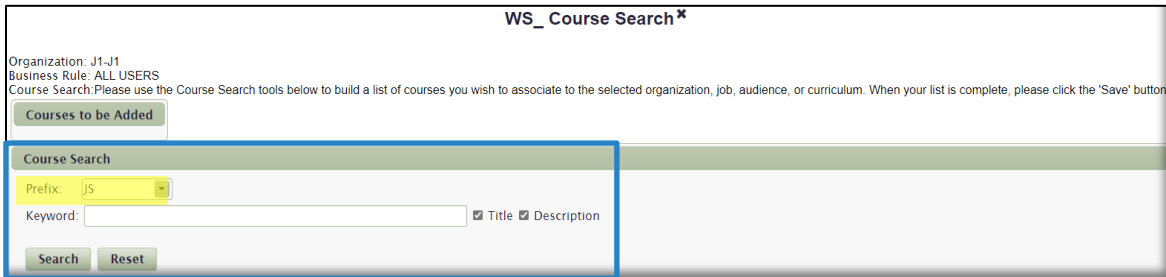 WS_ Course Search ×
Organization: J1-J1
Business Rule: ALL USERS
Course Search:Please use the Course Search tools below to build a list of courses you wish to associate to the selected organization, job, audience, or curriculum. When your list is complete, please click the 'Save' button
Courses to be Added
Course Search
Prefix: JS
Keyword: Title Description
Search Reset